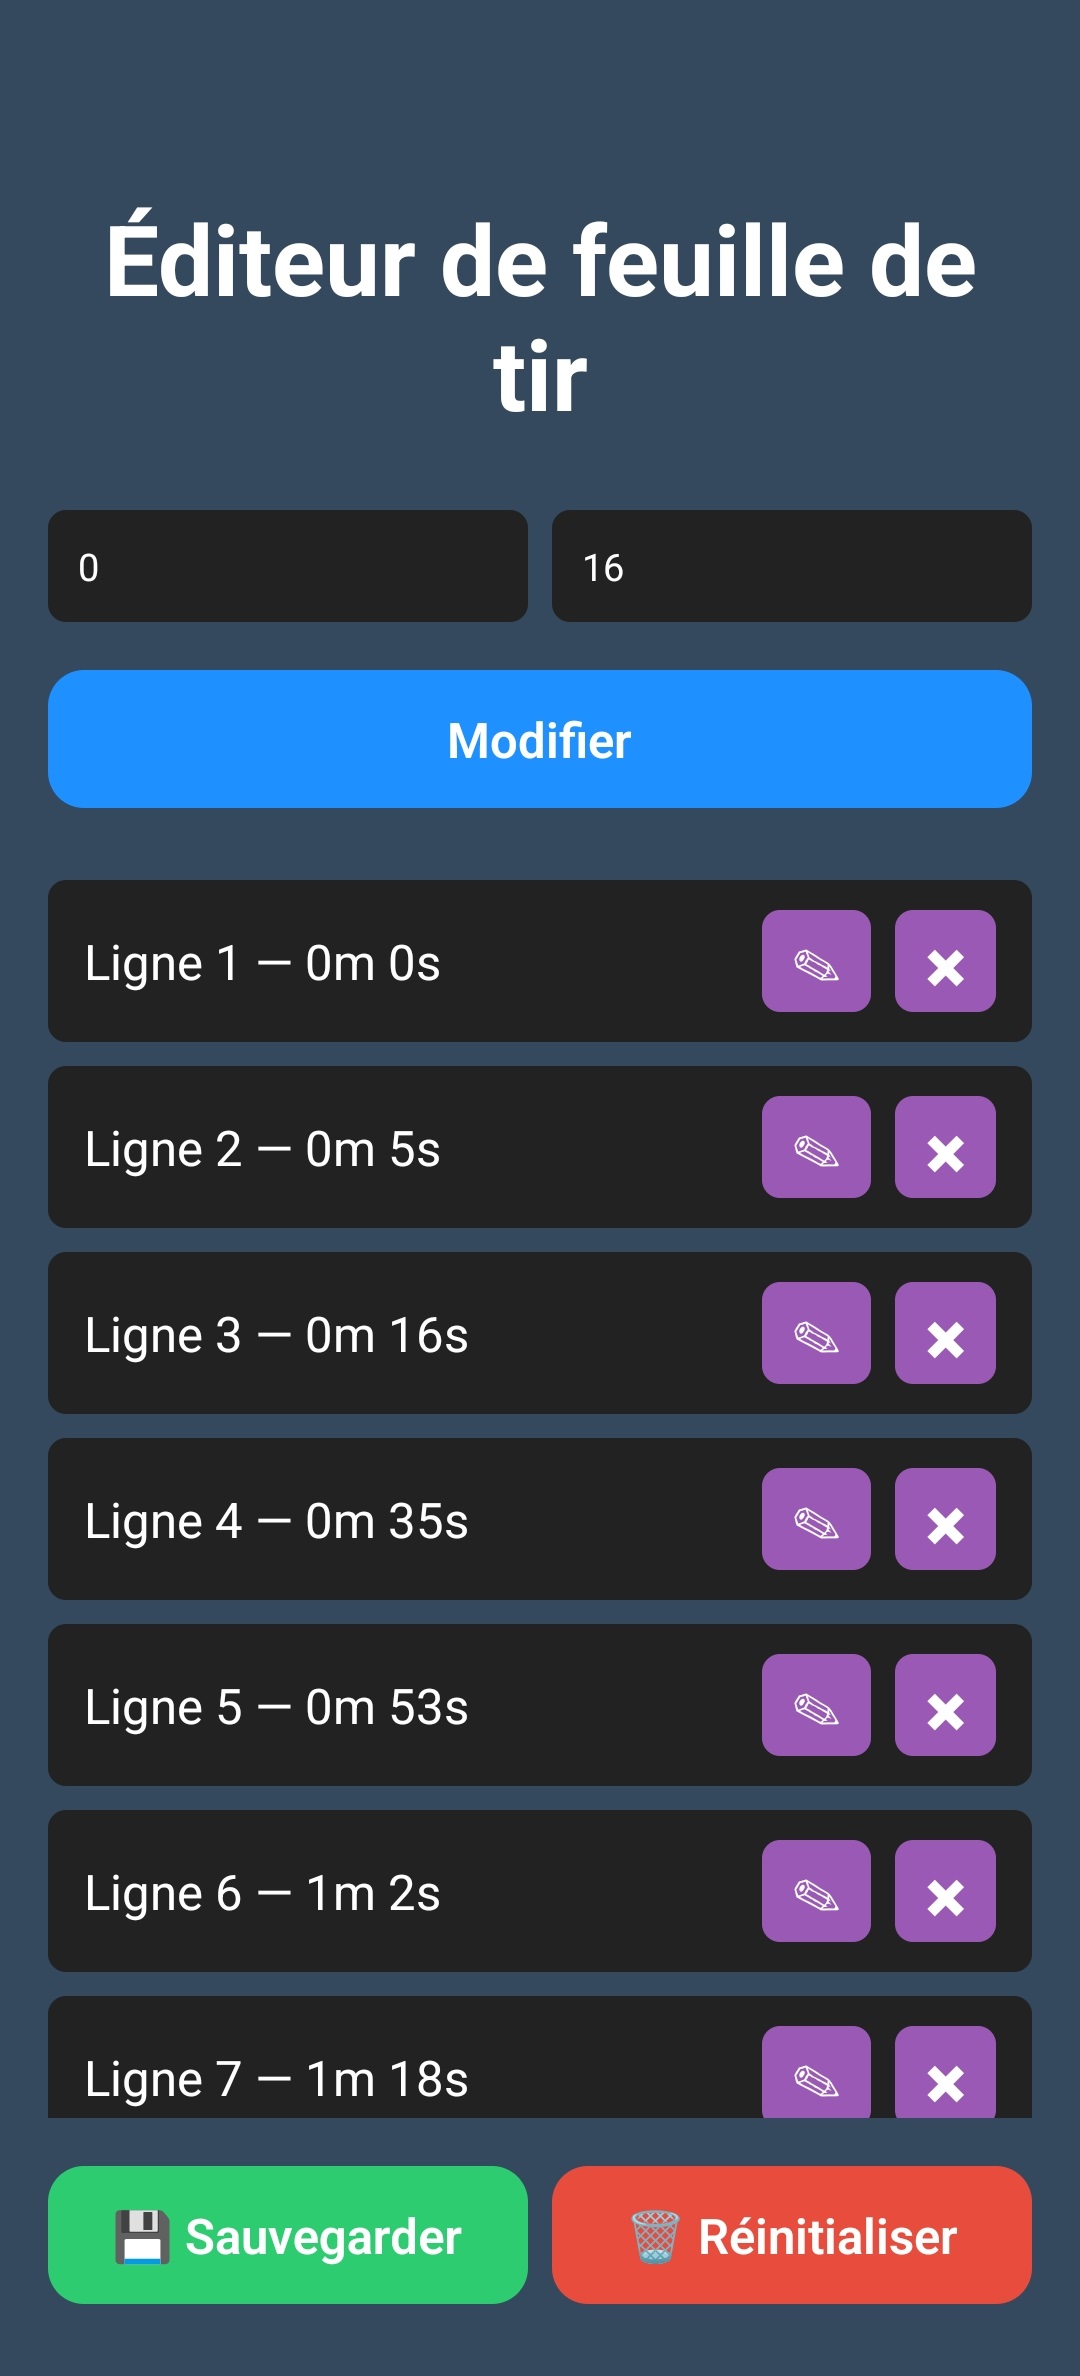 Éditeur de feuille de
tir
0
16
Modifier
Ligne 1 — 0m 0s
Ligne 2 — 0m 5s
Ligne 3 — 0m 16s
Ligne 4 — 0m 35s
Ligne 5 — 0m 53s
Ligne 6 — 1m 2s
Ligne 7 — 1m 18s
Sauvegarder
Réinitialiser